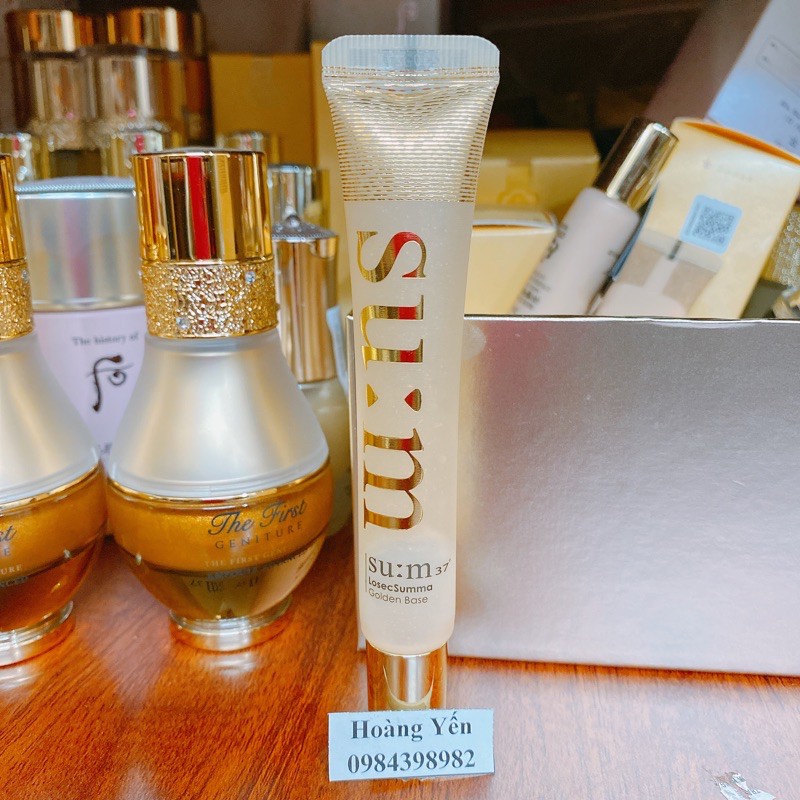 su:m
su:m37°
LosecSumma
Golden Base
Hoàng Yến
0984398982
The First
GENITURE
The history of